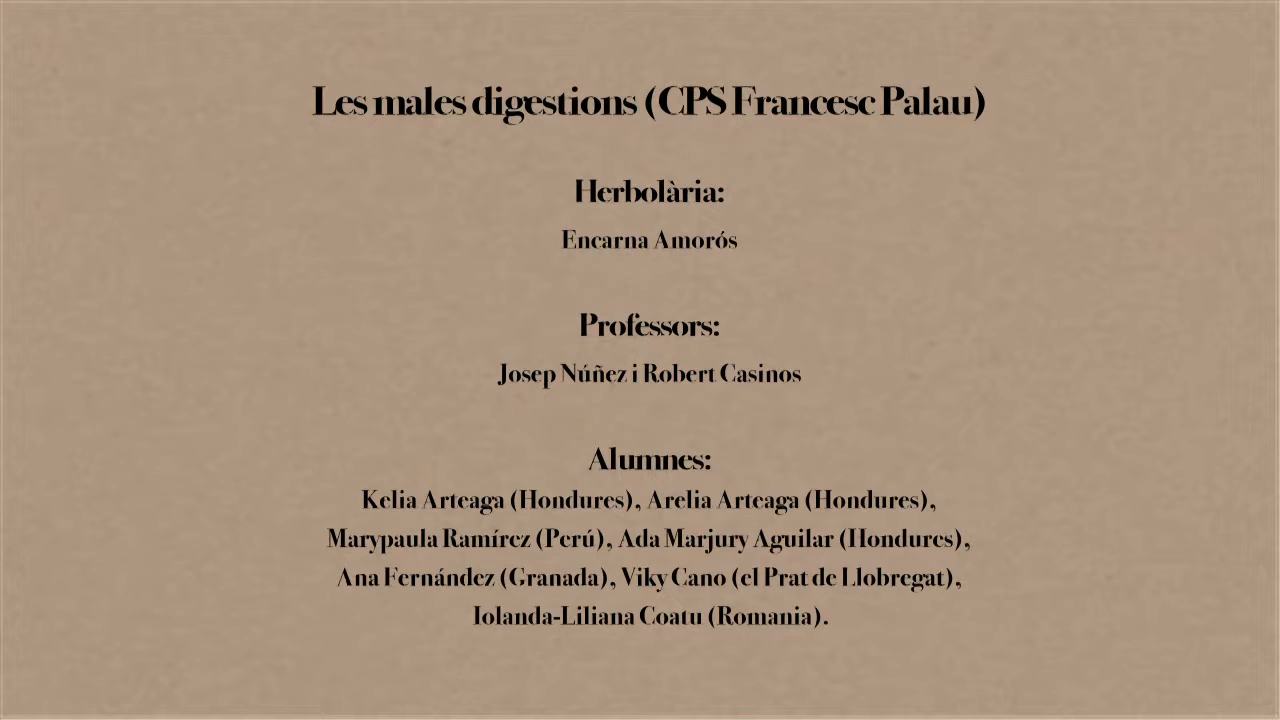 Les males digestions (CPS Francesc Palau)
Herbolària:
Encarna Amorós
Professors:
Josep Núñez i Robert Casinos
Alumnes:
Kelia Arteaga (Hondures), Arelia Arteaga (Hondures),
Marypaula Ramírez (Perú), Ada Marjury Aguilar (Hondures),
Ana Fernández (Granada), Viky Cano (el Prat de Llobregat),
Iolanda-Liliana Coatu (Romania).